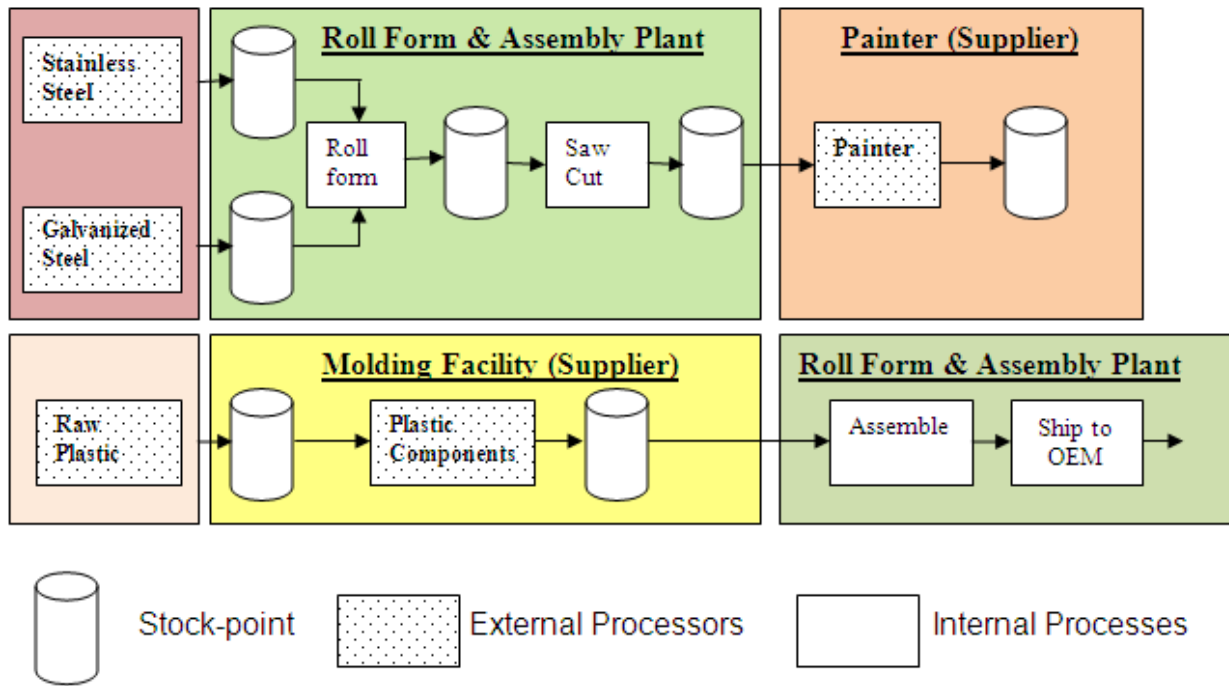 Roll Form & Assembly Plant
Painter (Supplier)
Stainless
Steel
Roll
form
Saw
Cut
Painter
Galvanized
Steel
Molding Facility (Supplier)
Roll Form & Assembly Plant
Raw
Plastic
Plastic
Components
Assemble
Ship to
OEM
Stock-point
External Processors
Internal Processes